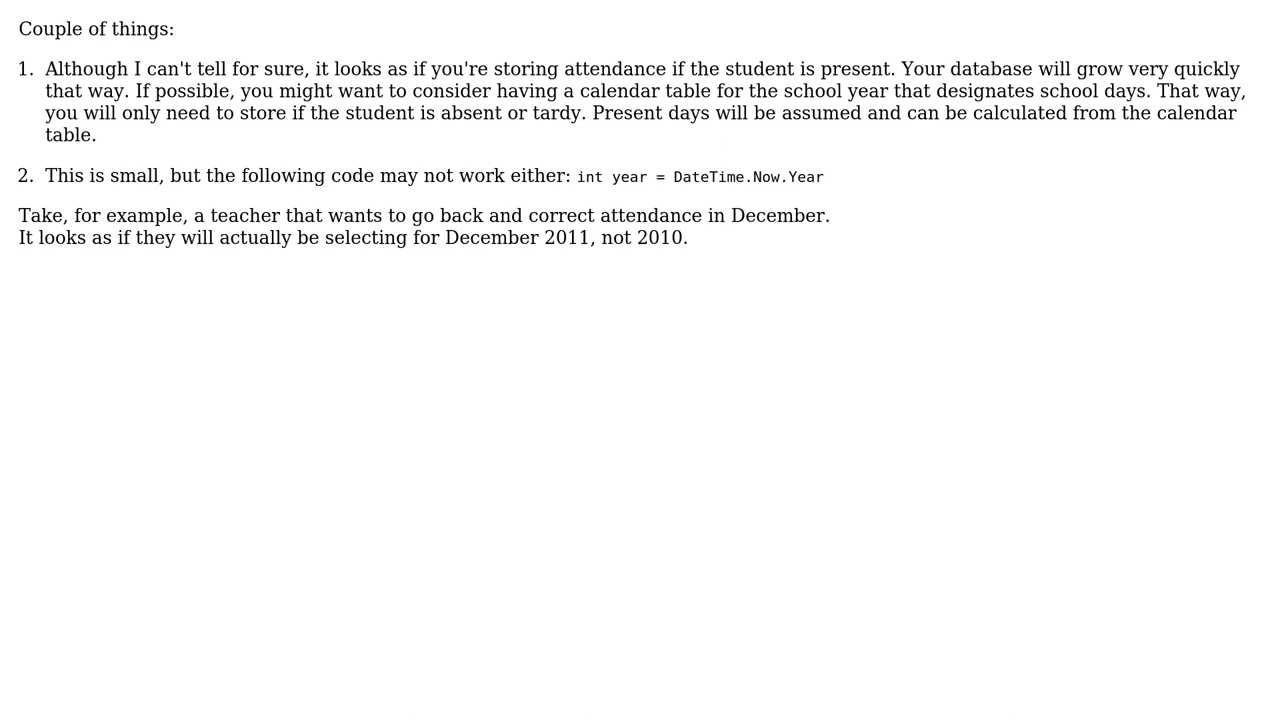 Couple of things:
1. Although I can't tell for sure, it looks as if you're storing attendance if the student is present. Your database will grow very quickly
that way. If possible, you might want to consider having a calendar table for the school year that designates school days. That way,
you will only need to store if the student is absent or tardy. Present days will be assumed and can be calculated from the calendar
table.
2. This is small, but the following code may not work either: int year = DateTime.Now.Year
Take, for example, a teacher that wants to go back and correct attendance in December.
It looks as if they will actually be selecting for December 2011, not 2010.